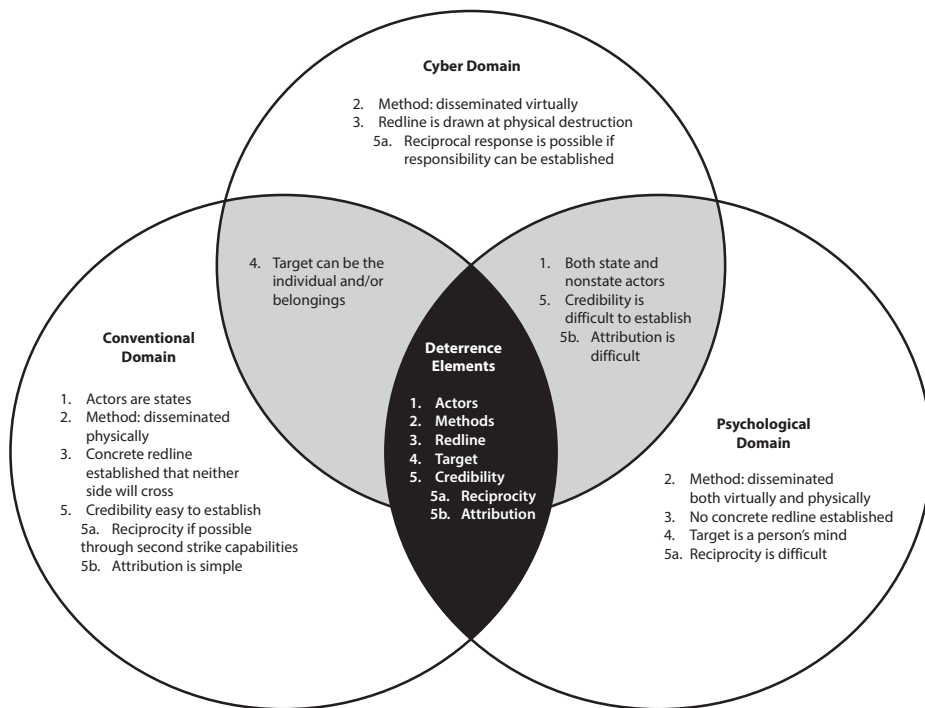 Cyber Domain
2. Method: disseminated virtually
3. Redline is drawn at physical destruction
5a. Reciprocal response is possible if
responsibility can be established
4. Target can be the
individual and/or
belongings
1. Both state and
nonstate actors
5. Credibility is
difficult to establish
5b. Attribution is
difficult
Conventional
Domain
1. Actors are states
2. Method: disseminated
physically
3. Concrete redline
established that neither
side will cross
5. Credibility easy to establish
5a. Reciprocity if possible
through second strike capabilities
5b. Attribution is simple
Deterrence
Elements
1. Actors
2. Methods
3. Redline
4. Target
5. Credibility
5a. Reciprocity
5b. Attribution
Psychological
Domain
2. Method: disseminated
both virtually and physically
3. No concrete redline established
4. Target is a person's mind
5a. Reciprocity is difficult